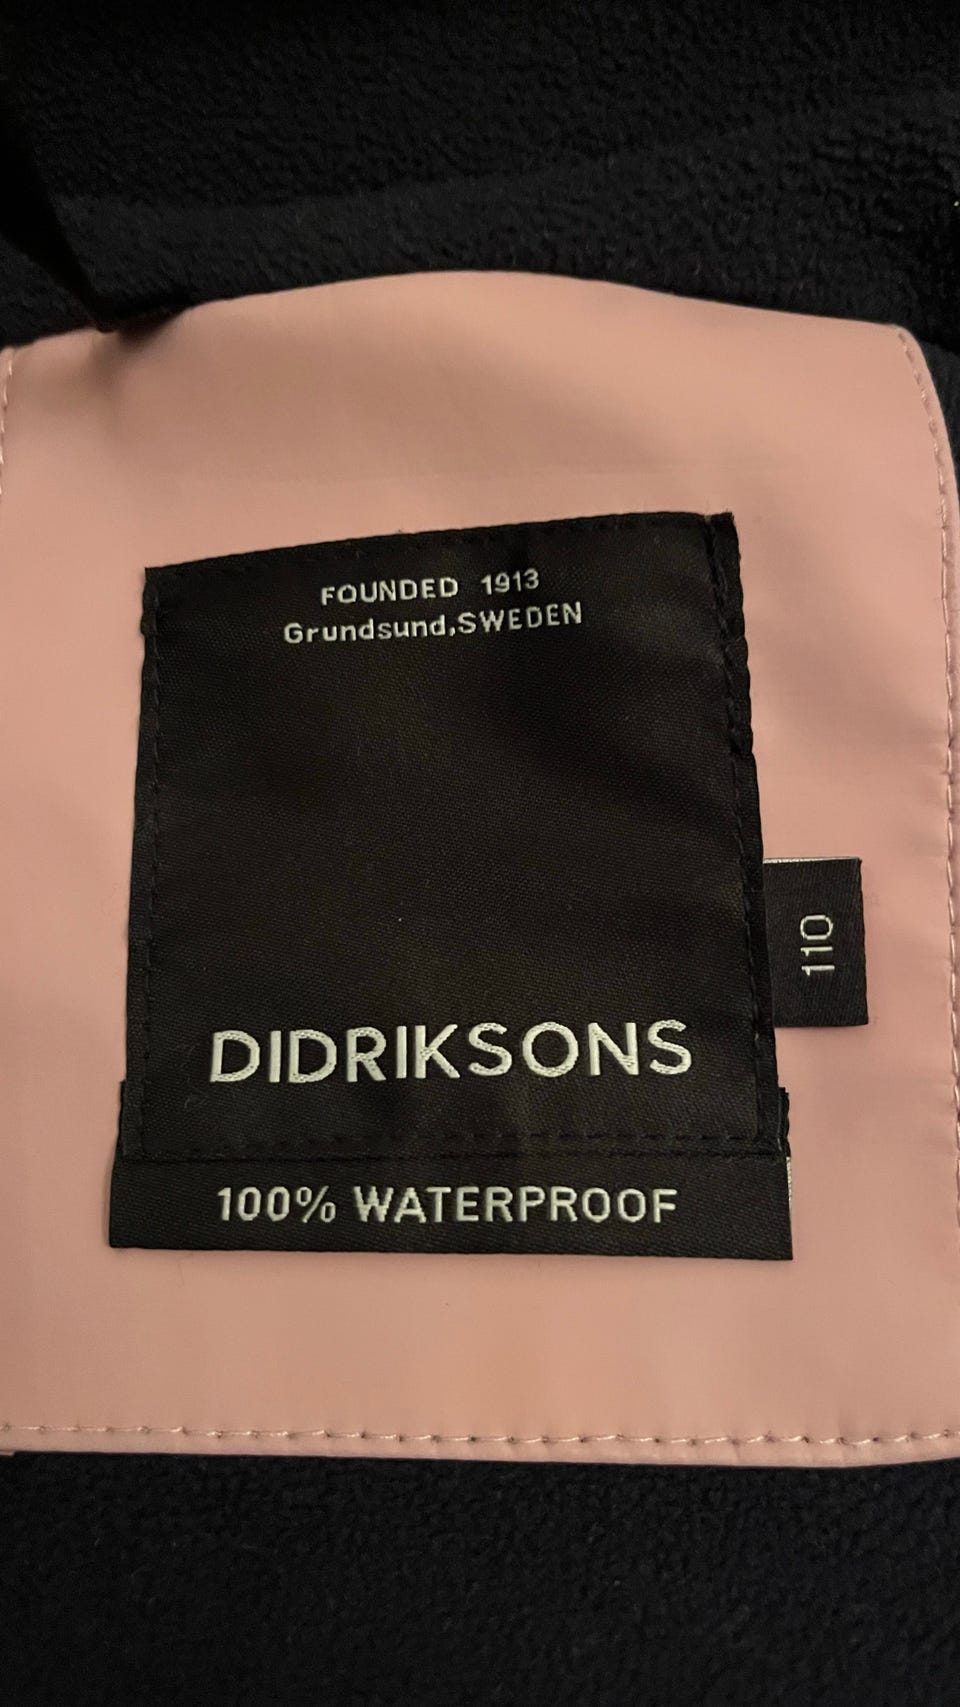 FOUNDED 1913
Grundsund,SWEDEN
110
DIDRIKSONS
100% WATERPROOF